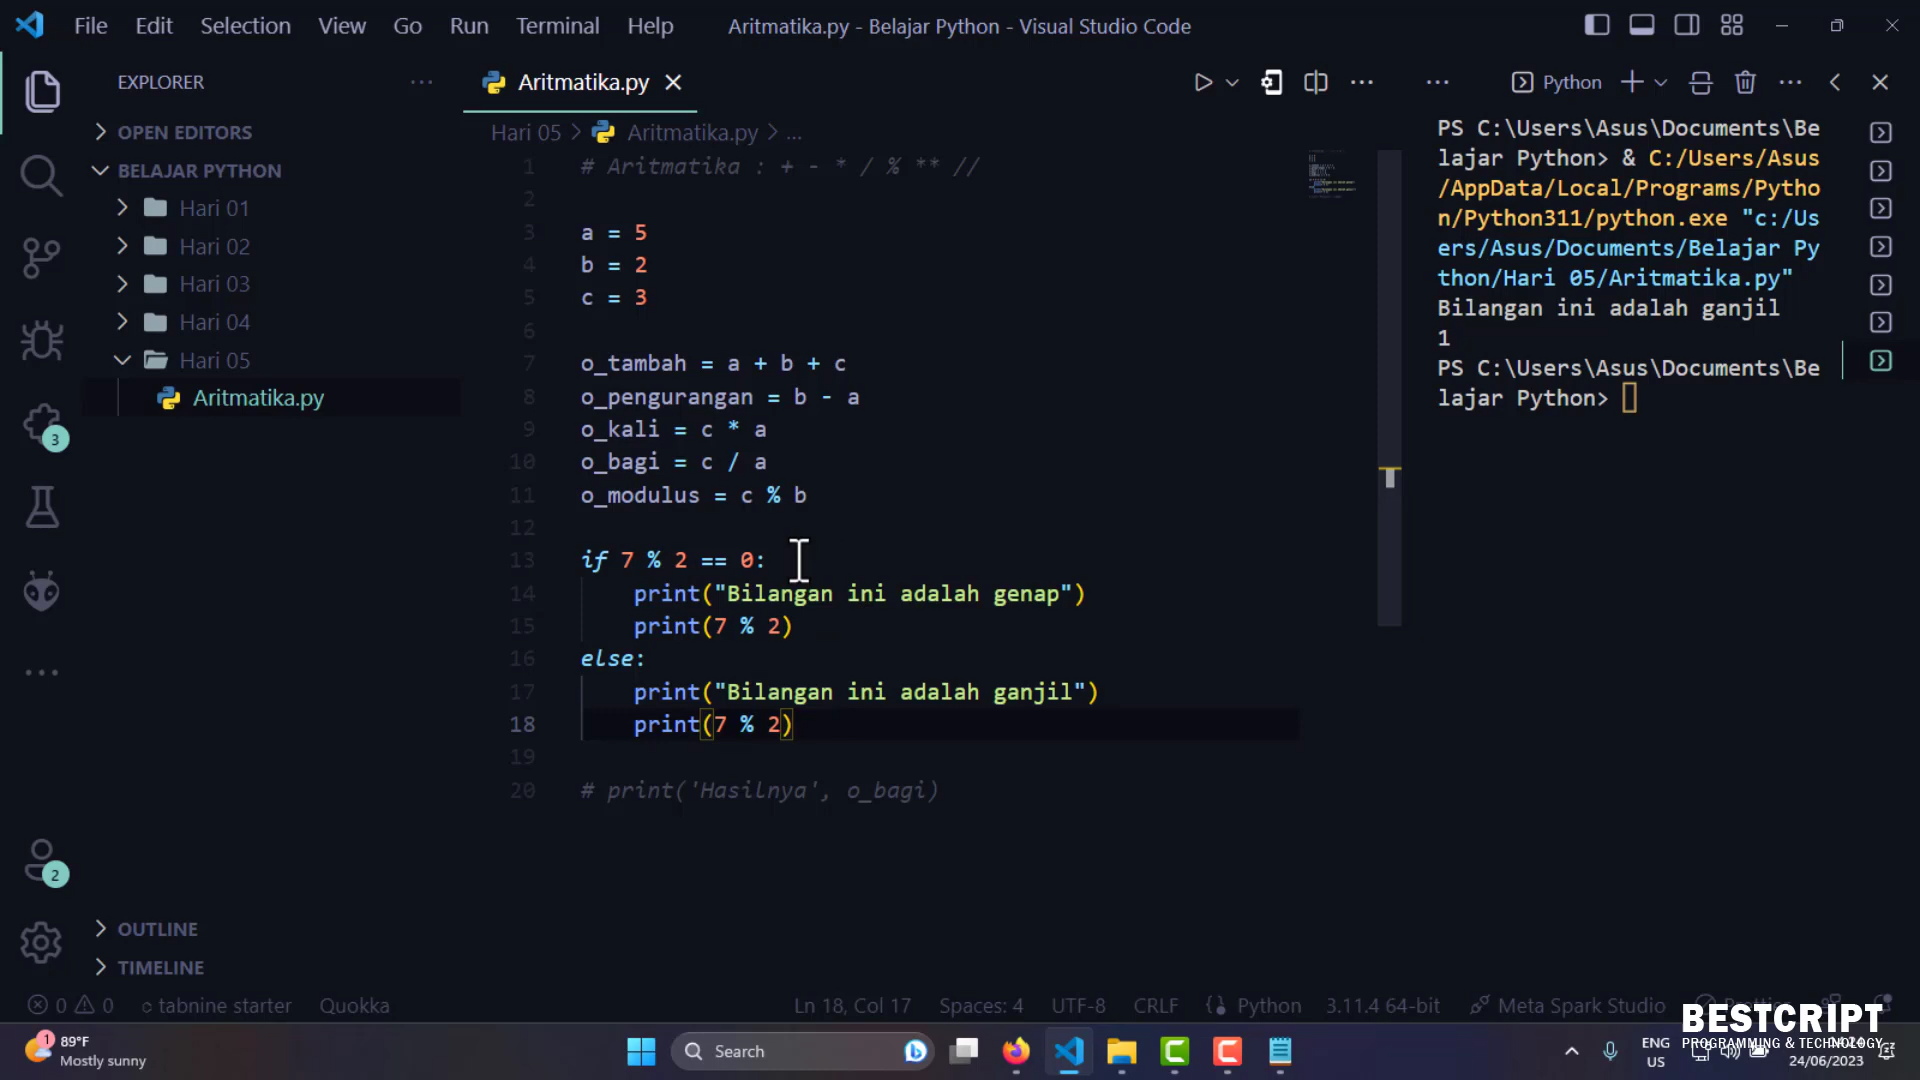 File Edit Selection View Go Run Terminal Help
Aritmatika.py - Belajar Python - Visual Studio Code
EXPLORER
OPEN EDITORS
BELAJAR PYTHON
Hari 01
Hari 02
Hari 03
Hari 04
Hari 05
Aritmatika.py
3
2
OUTLINE
TIMELINE
Aritmatika.py
Hari 05 > Aritmatika.py > ...
1 # Aritmatika : + - * / % ** //
2
3 a = 5
4 b = 2
5 c = 3
6
7 o_tambah = a + b + c
8 o_pengurangan = b - a
9 o_kali = c * a
10 o_bagi = c / a
11 o_modulus = c % b
12
13 if 7 % 2 == 0:
14 print("Bilangan ini adalah genap")
15 print(7 % 2)
16 else:
17 print("Bilangan ini adalah ganjil")
18 print(7 % 2)
19
20 # print('Hasilnya', o_bagi)
Python
PS C:\Users\Asus\Documents\Be
lajar Python> & C:/Users/Asus
/AppData/Local/Programs/Pytho
n/Python311/python.exe "c:/Us
ers/Asus/Documents/Belajar Py
thon/Hari 05/Aritmatika.py"
Bilangan ini adalah ganjil
1
PS C:\Users\Asus\Documents\Be
lajar Python>
0 0 tabnine starter Quokka Ln 18, Col 17 Spaces: 4 UTF-8 CRLF Python 3.11.4 64-bit Meta Spark Studio
BESTCRIPT
PROGRAMMING & TECHNOLOGY
1
89°F
Mostly sunny
Search
ENG
US
24/06/2023